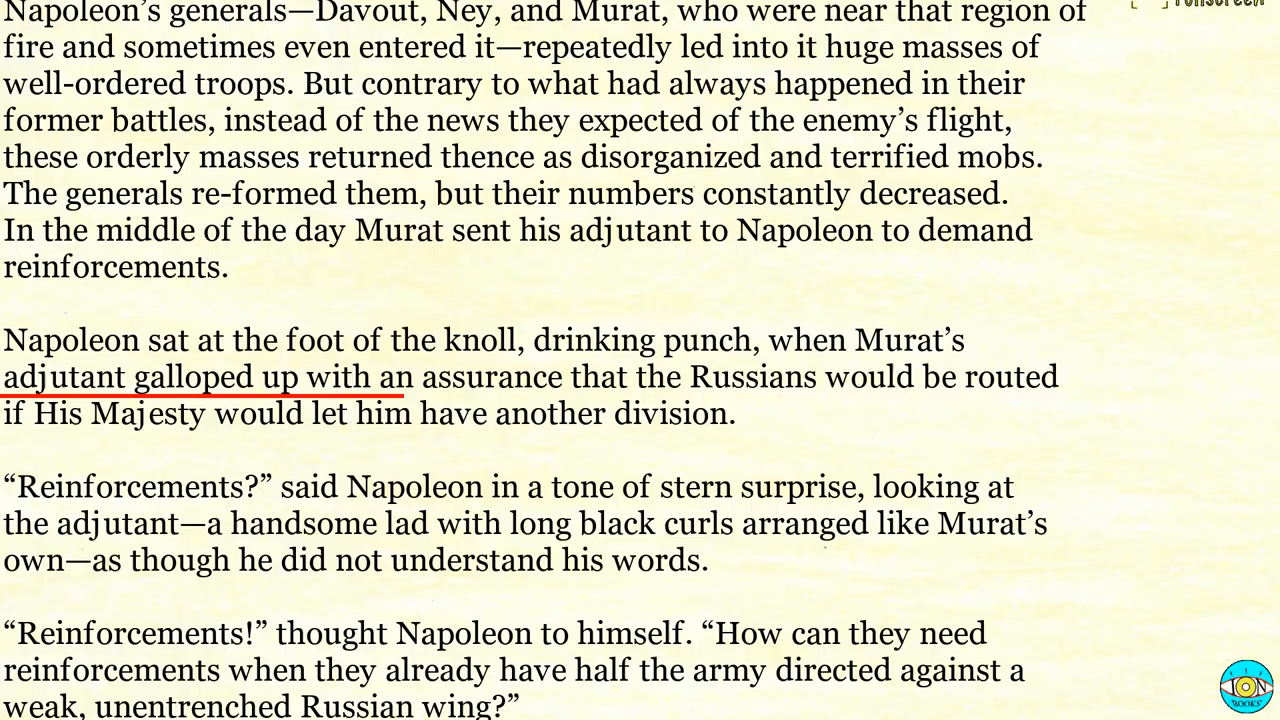 Napoleon’s generals—Davout, Ney, and Murat, who were near that region of
fire and sometimes even entered it—repeatedly led into it huge masses of
well-ordered troops. But contrary to what had always happened in their
former battles, instead of the news they expected of the enemy’s flight,
these orderly masses returned thence as disorganized and terrified mobs.
The generals re-formed them, but their numbers constantly decreased.
In the middle of the day Murat sent his adjutant to Napoleon to demand
reinforcements.
Napoleon sat at the foot of the knoll, drinking punch, when Murat’s
adjutant galloped up with an assurance that the Russians would be routed
if His Majesty would let him have another division.
“Reinforcements?” said Napoleon in a tone of stern surprise, looking at
the adjutant—a handsome lad with long black curls arranged like Murat’s
own—as though he did not understand his words.
“Reinforcements!” thought Napoleon to himself. “How can they need
reinforcements when they already have half the army directed against a
weak, unentrenched Russian wing?”
ION
BOOKS